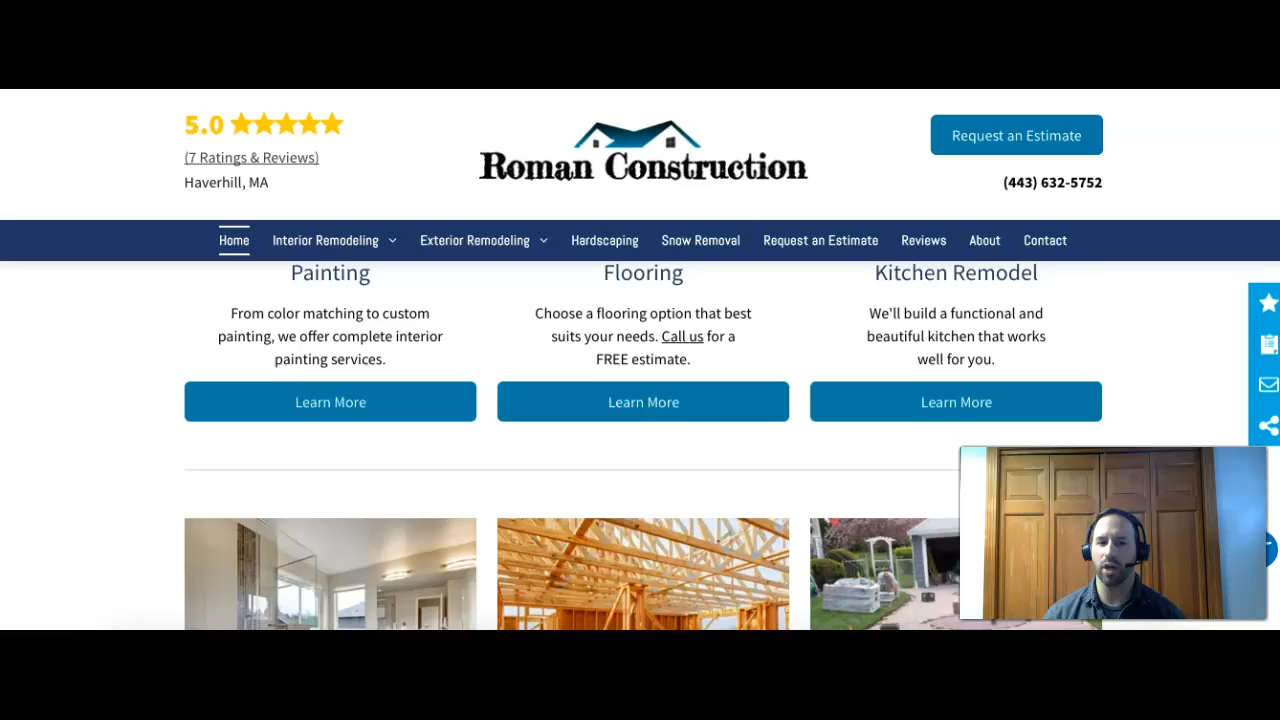 5.0
(7 Ratings & Reviews)
Haverhill, MA
Roman Construction
Request an Estimate
(443) 632-5752
Home Interior Remodeling Exterior Remodeling Hardscaping Snow Removal Request an Estimate Reviews About Contact
Painting
From color matching to custom
painting, we offer complete interior
painting services.
Learn More
Flooring
Choose a flooring option that best
suits your needs. Call us for a
FREE estimate.
Learn More
Kitchen Remodel
We'll build a functional and
beautiful kitchen that works
well for you.
Learn More